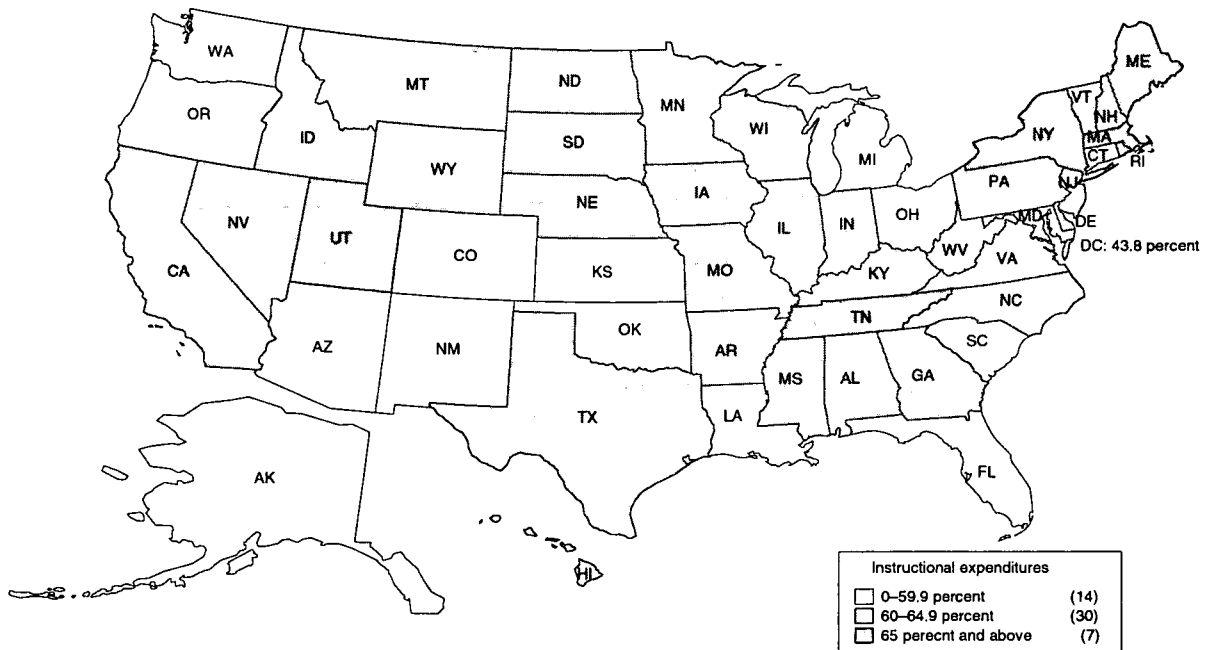 WA
MT
ND
MN
ME
OR
ID
WY
SD
WI
MI
NY
VT
NH
MA
CT
RI
NV
UT
CO
NE
IA
IL
IN
OH
PA
NJ
MD
DE
DC: 43.8 percent
CA
KS
MO
KY
WV
VA
AZ
NM
OK
AR
TN
NC
SC
TX
LA
MS
AL
GA
FL
AK
HI
Instructional expenditures
0–59.9 percent (14)
60–64.9 percent (30)
65 perecnt and above (7)